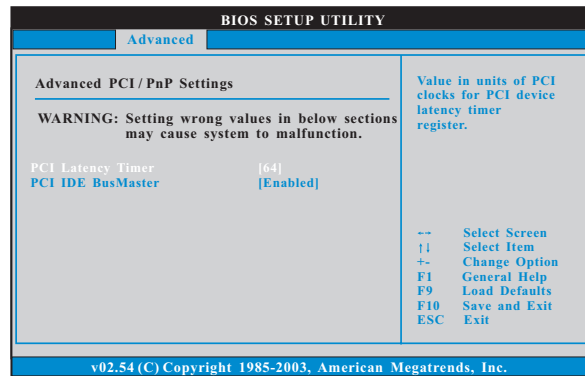 BIOS SETUP UTILITY
Advanced
Advanced PCI / PnP Settings
WARNING: Setting wrong values in below sections
may cause system to malfunction.
PCI Latency Timer [64]
PCI IDE BusMaster [Enabled]
Value in units of PCI
clocks for PCI device
latency timer
register.
←→ Select Screen
↑↓ Select Item
+- Change Option
F1 General Help
F9 Load Defaults
F10 Save and Exit
ESC Exit
v02.54 (C) Copyright 1985-2003, American Megatrends, Inc.